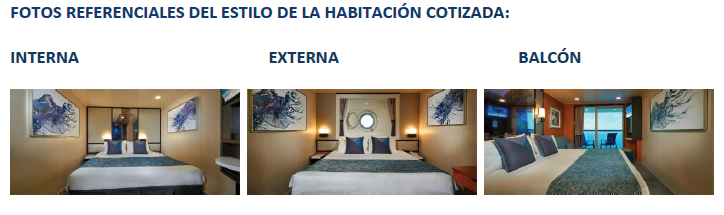 FOTOS REFERENCIALES DEL ESTILO DE LA HABITACIÓN COTIZADA:
INTERNA EXTERNA BALCÓN